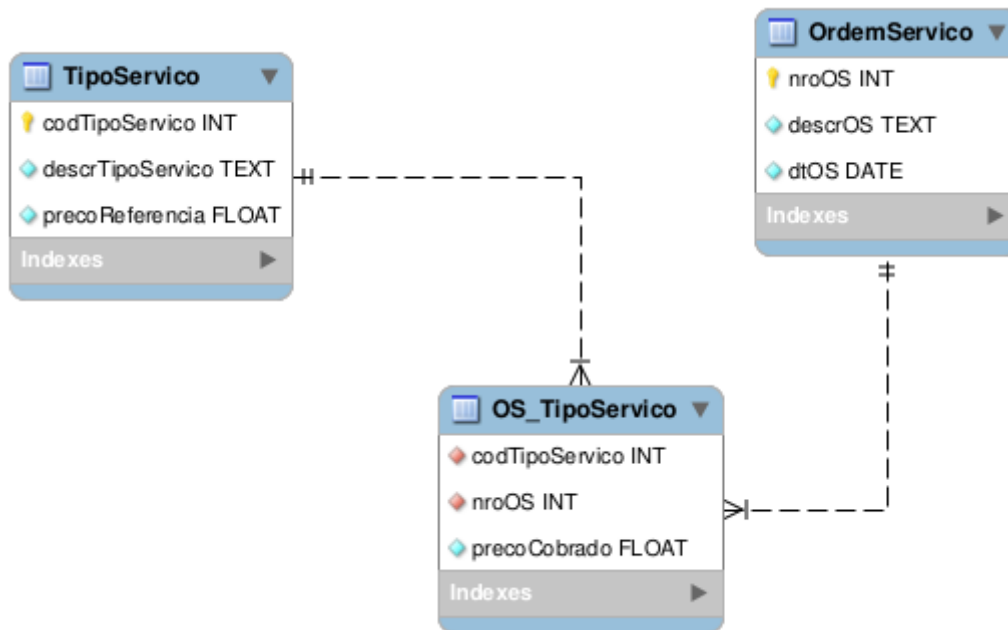 TipoServico
codTipoServico INT
descrTipoServico TEXT
precoReferencia FLOAT
Indexes
OrdemServico
nroOS INT
descrOS TEXT
dtOS DATE
Indexes
OS_TipoServico
codTipoServico INT
nroOS INT
precoCobrado FLOAT
Indexes